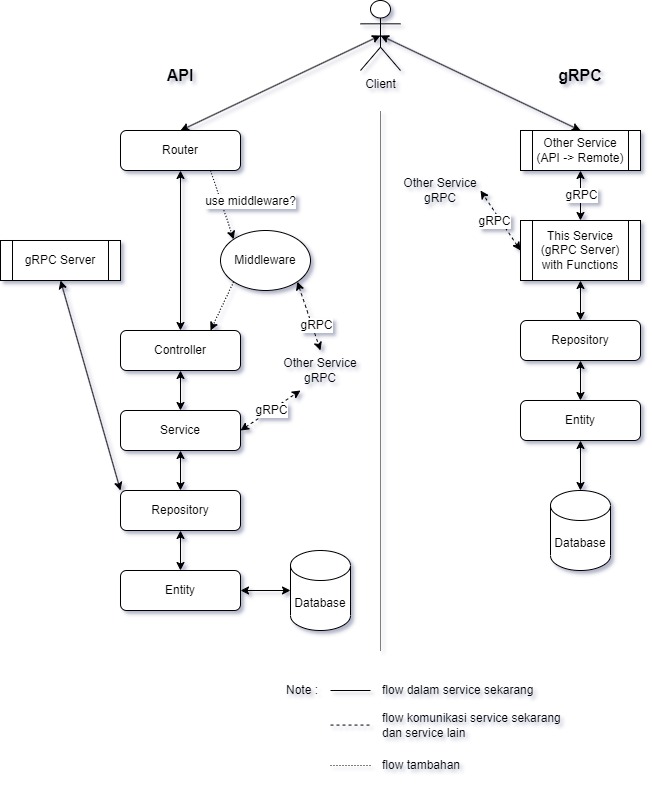 Client
API
gRPC
Router
use middleware?
Middleware
gRPC Server
gRPC
Other Service
gRPC
Controller
gRPC
Service
Repository
Entity
Database
Other Service
(API -> Remote)
gRPC
Other Service
gRPC
gRPC
This Service
(gRPC Server)
with Functions
Repository
Entity
Database
Note :
flow dalam service sekarang
flow komunikasi service sekarang
dan service lain
flow tambahan